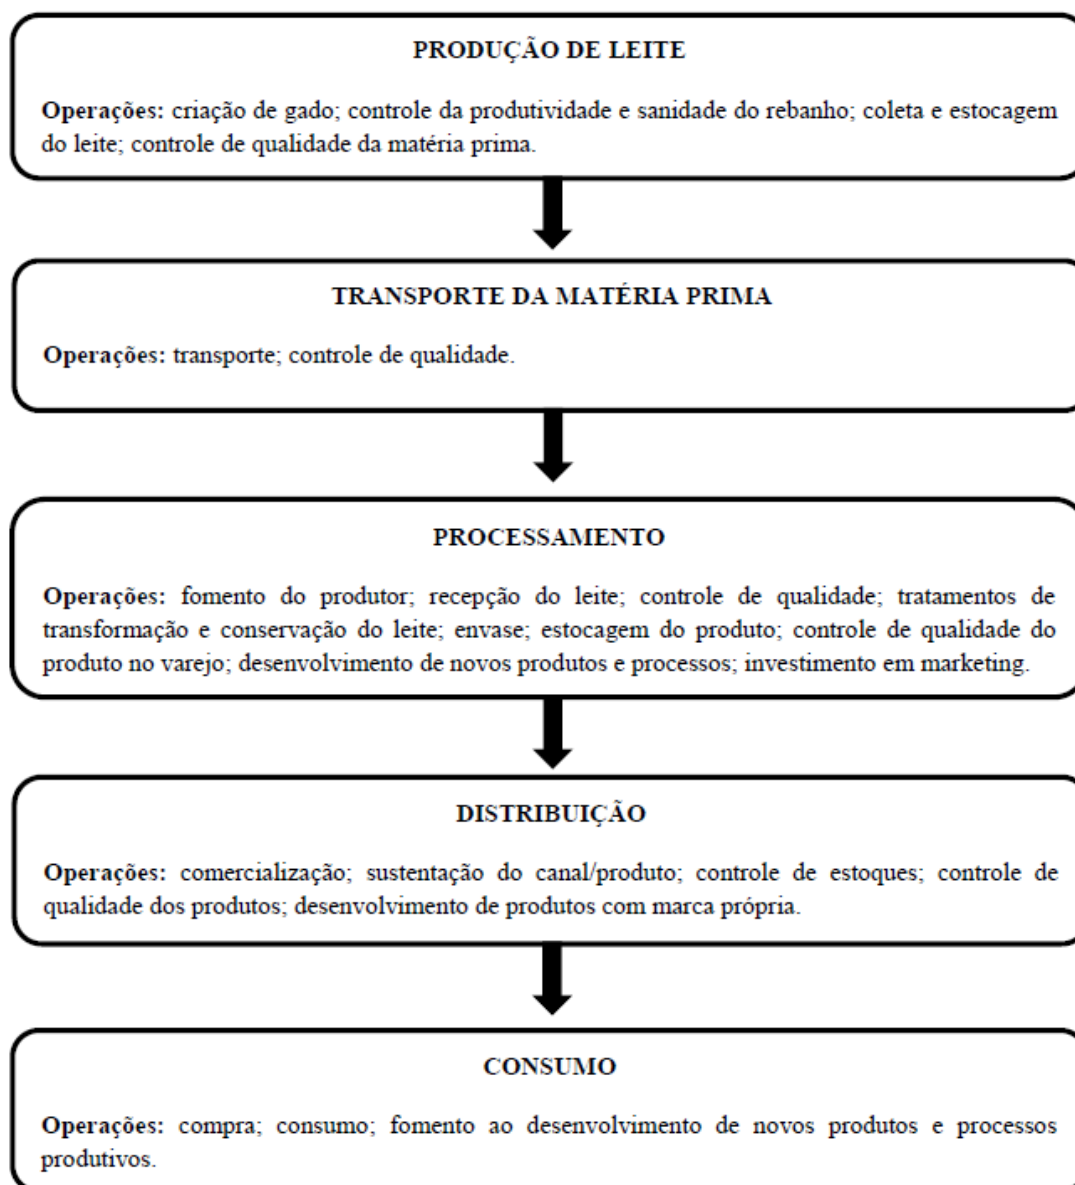 PRODUÇÃO DE LEITE
Operações: criação de gado; controle da produtividade e sanidade do rebanho; coleta e estocagem
do leite; controle de qualidade da matéria prima.
TRANSPORTE DA MATÉRIA PRIMA
Operações: transporte; controle de qualidade.
PROCESSAMENTO
Operações: fomento do produtor; recepção do leite; controle de qualidade; tratamentos de
transformação e conservação do leite; envase; estocagem do produto; controle de qualidade do
produto no varejo; desenvolvimento de novos produtos e processos; investimento em marketing.
DISTRIBUIÇÃO
Operações: comercialização; sustentação do canal/produto; controle de estoques; controle de
qualidade dos produtos; desenvolvimento de produtos com marca própria.
CONSUMO
Operações: compra; consumo; fomento ao desenvolvimento de novos produtos e processos
produtivos.